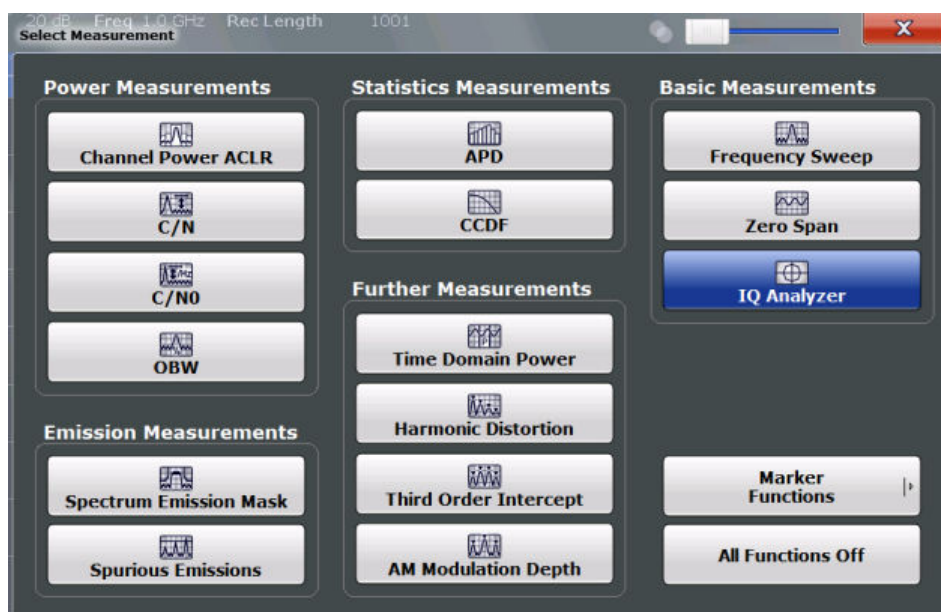 20 dB Freq 1.0 GHz Rec Length 1001
Select Measurement
X
Power Measurements
Channel Power ACLR
C/N
C/N0
OBW
Emission Measurements
Spectrum Emission Mask
Spurious Emissions
Statistics Measurements
APD
CCDF
Further Measurements
Time Domain Power
Harmonic Distortion
Third Order Intercept
AM Modulation Depth
Basic Measurements
Frequency Sweep
Zero Span
IQ Analyzer
Marker
Functions
All Functions Off